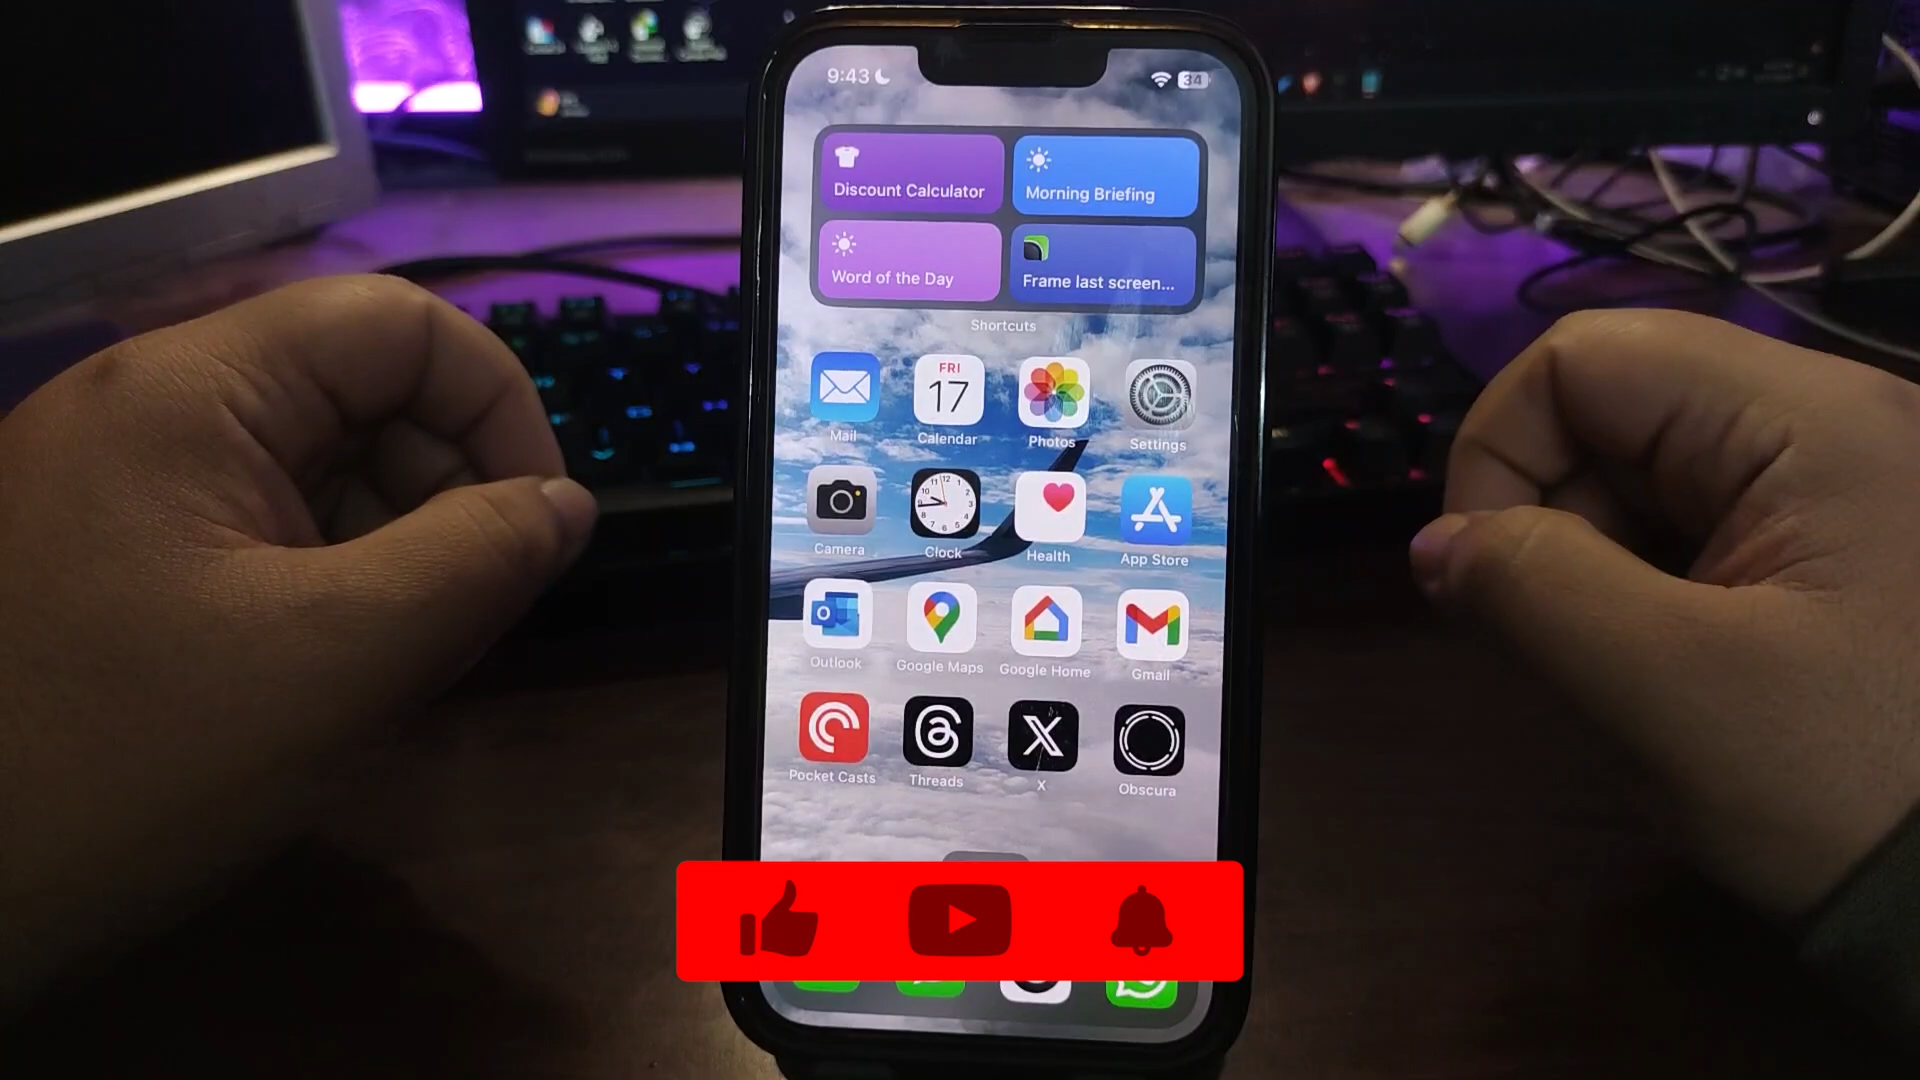 9:43
34
Discount Calculator
Morning Briefing
Word of the Day
Frame last screen...
Shortcuts
FRI
17
Mail
Calendar
Photos
Settings
Camera
Clock
Health
App Store
Outlook
Google Maps
Google Home
Gmail
Pocket Casts
Threads
X
Obscura